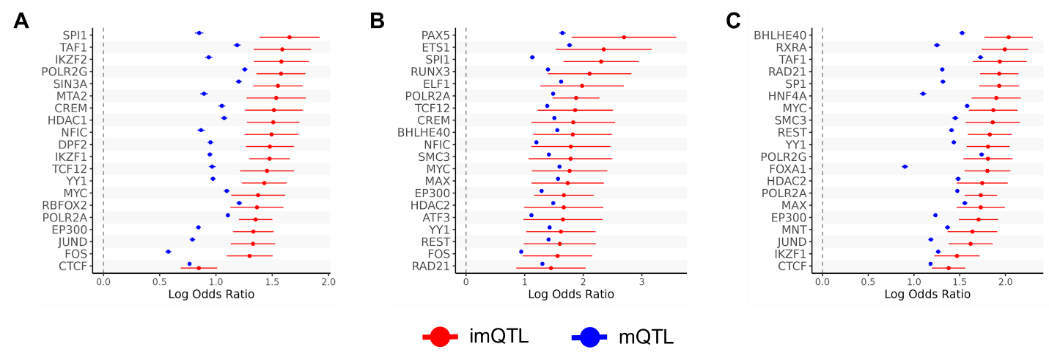 A
SPI1
TAF1
IKZF2
POLR2G
SIN3A
MTA2
CREM
HDAC1
NFIC
DPF2
IKZF1
TCF12
YY1
MYC
RBFOX2
POLR2A
EP300
JUND
FOS
CTCF
0.0 0.5 1.0 1.5 2.0
Log Odds Ratio
B
PAX5
ETS1
SPI1
RUNX3
ELF1
POLR2A
TCF12
CREM
BHLHE40
NFIC
SMC3
MYC
MAX
EP300
HDAC2
ATF3
YY1
REST
FOS
RAD21
0 1 2 3
Log Odds Ratio
C
BHLHE40
RXRA
TAF1
RAD21
SP1
HNF4A
MYC
SMC3
REST
YY1
POLR2G
FOXA1
HDAC2
POLR2A
MAX
EP300
MNT
JUND
IKZF1
CTCF
0.0 0.5 1.0 1.5 2.0
Log Odds Ratio
imQTL mQTL